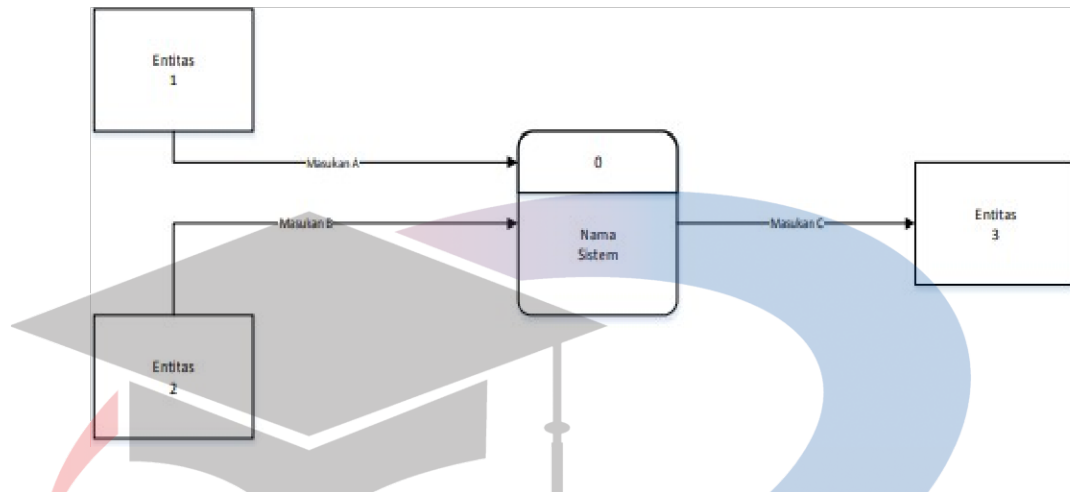 Entitas
1
Masukan A
0
Masukan B
Nama
Sistem
Masukan C
Entitas
3
Entitas
2